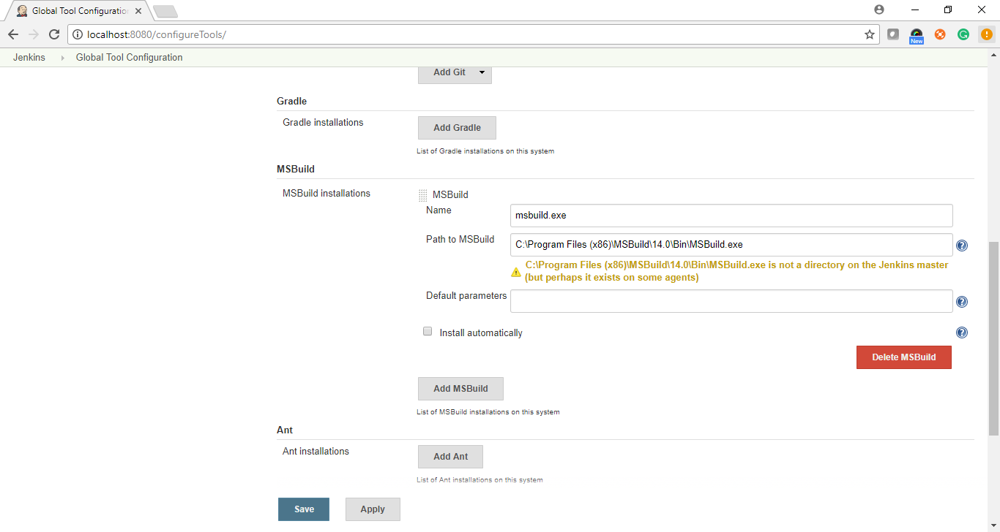 Global Tool Configuratio
localhost:8080/configureTools/
New
Jenkins
Global Tool Configuration
Add Git
Gradle
Gradle installations
Add Gradle
List of Gradle installations on this system
MSBuild
MSBuild installations
MSBuild
Name
msbuild.exe
Path to MSBuild
C:\Program Files (x86)\MSBuild\14.0\Bin\MSBuild.exe
C:\Program Files (x86)\MSBuild\14.0\Bin\MSBuild.exe is not a directory on the Jenkins master
(but perhaps it exists on some agents)
Default parameters
Install automatically
Delete MSBuild
Add MSBuild
List of MSBuild installations on this system
Ant
Ant installations
Add Ant
List of Ant installations on this system
Save
Apply